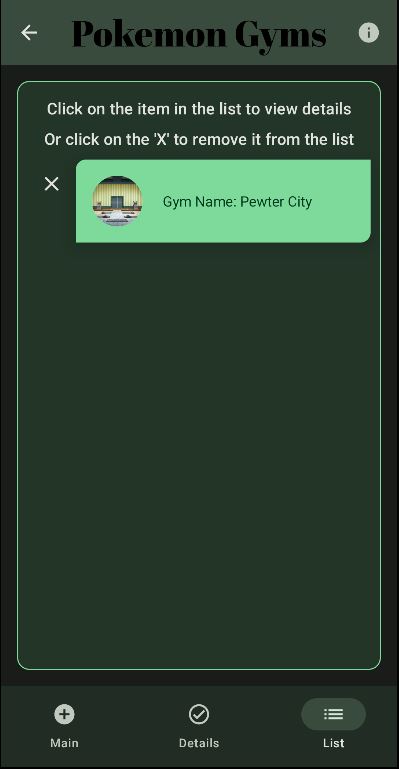 Pokemon Gyms
Click on the item in the list to view details
Or click on the 'X' to remove it from the list
Gym Name: Pewter City
Main
Details
List